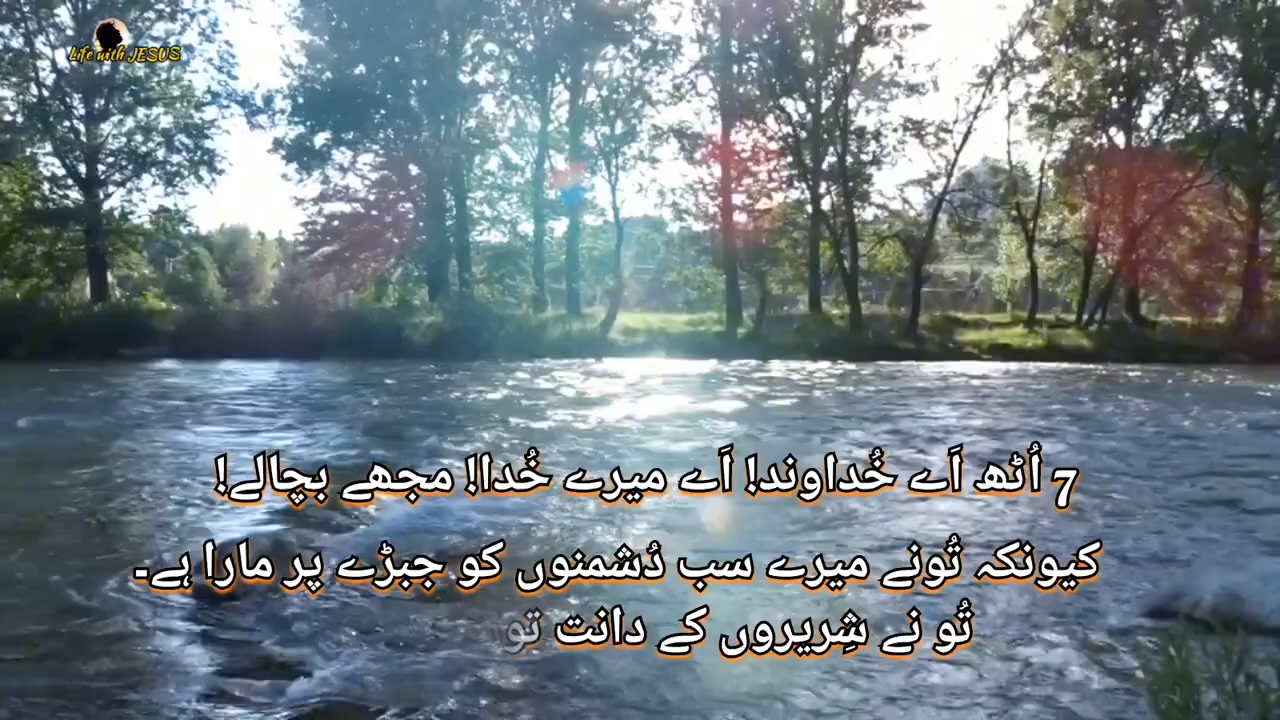 Life with JESUS
7 اُٹھ اَے خُداوند! اَے میرے خُدا! مجھے بچالے!
کیونکہ تُونے میرے سب دُشمنوں کو جبڑے پر مارا ہے۔
تُو نے شِریروں کے دانت تو